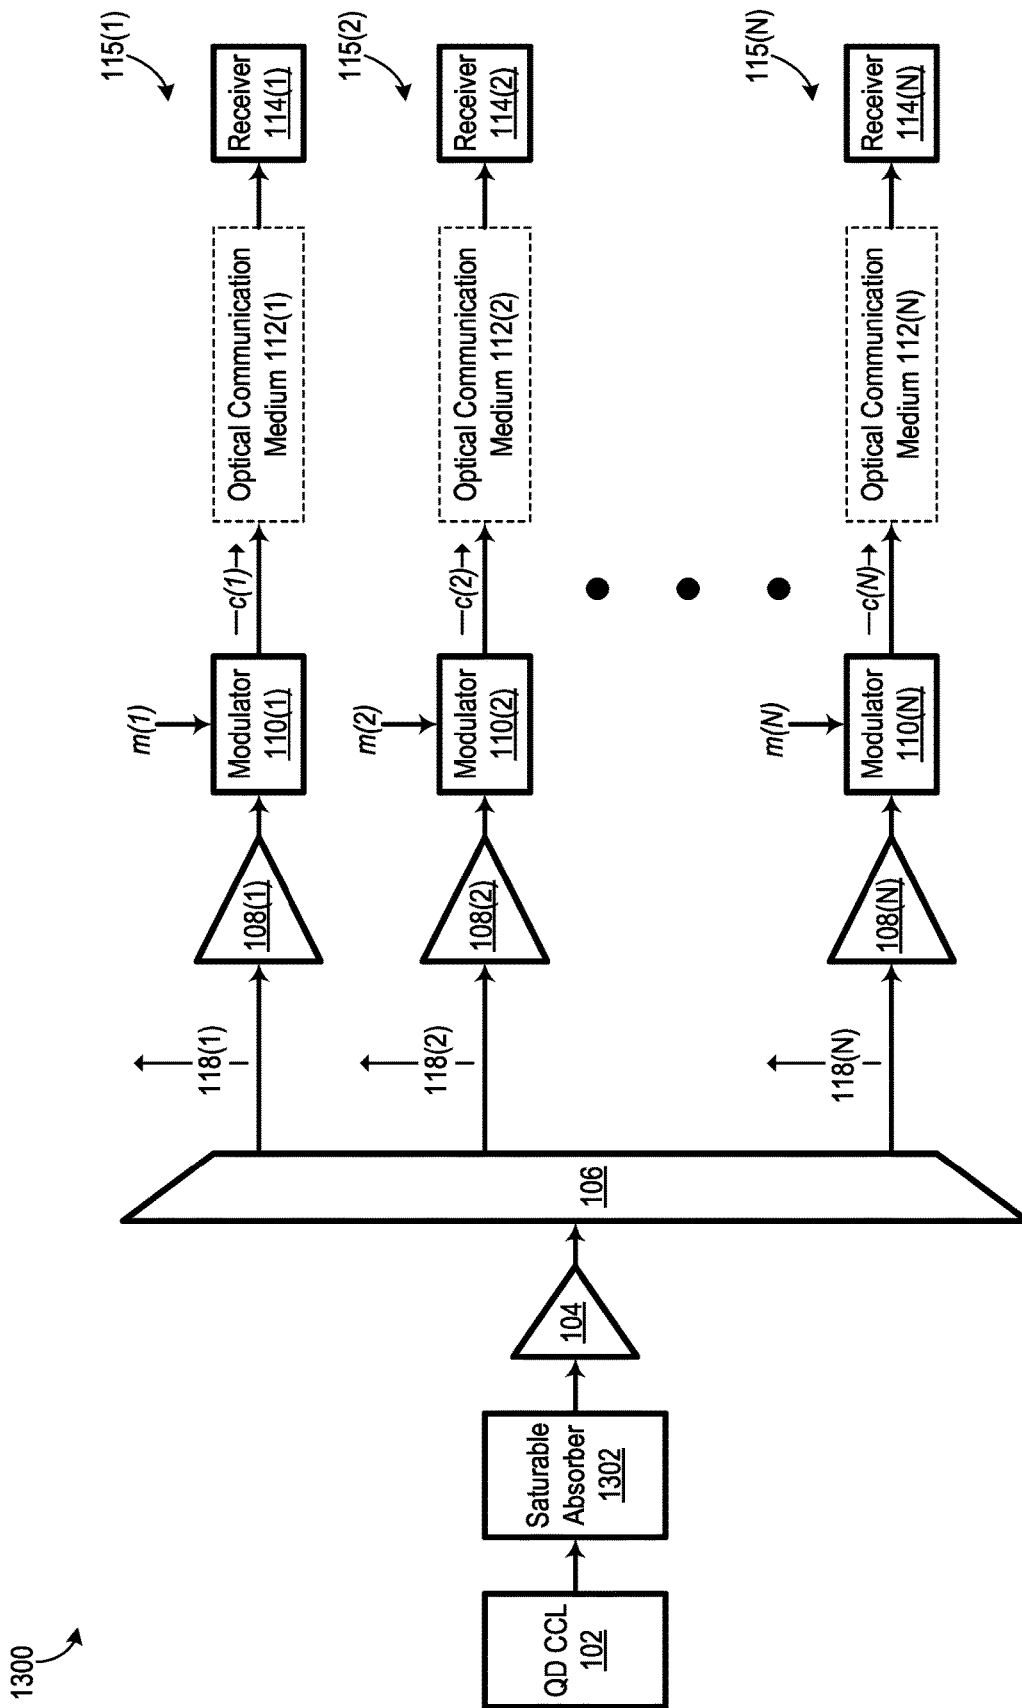 1300
QD CCL
102
Saturable
Absorber
1302
104
106
118(1)
108(1)
m(1)
Modulator
110(1)
c(1)
Optical Communication
Medium 112(1)
Receiver
114(1)
115(1)
118(2)
108(2)
m(2)
Modulator
110(2)
c(2)
Optical Communication
Medium 112(2)
Receiver
114(2)
115(2)
118(N)
108(N)
m(N)
Modulator
110(N)
c(N)
Optical Communication
Medium 112(N)
Receiver
114(N)
115(N)